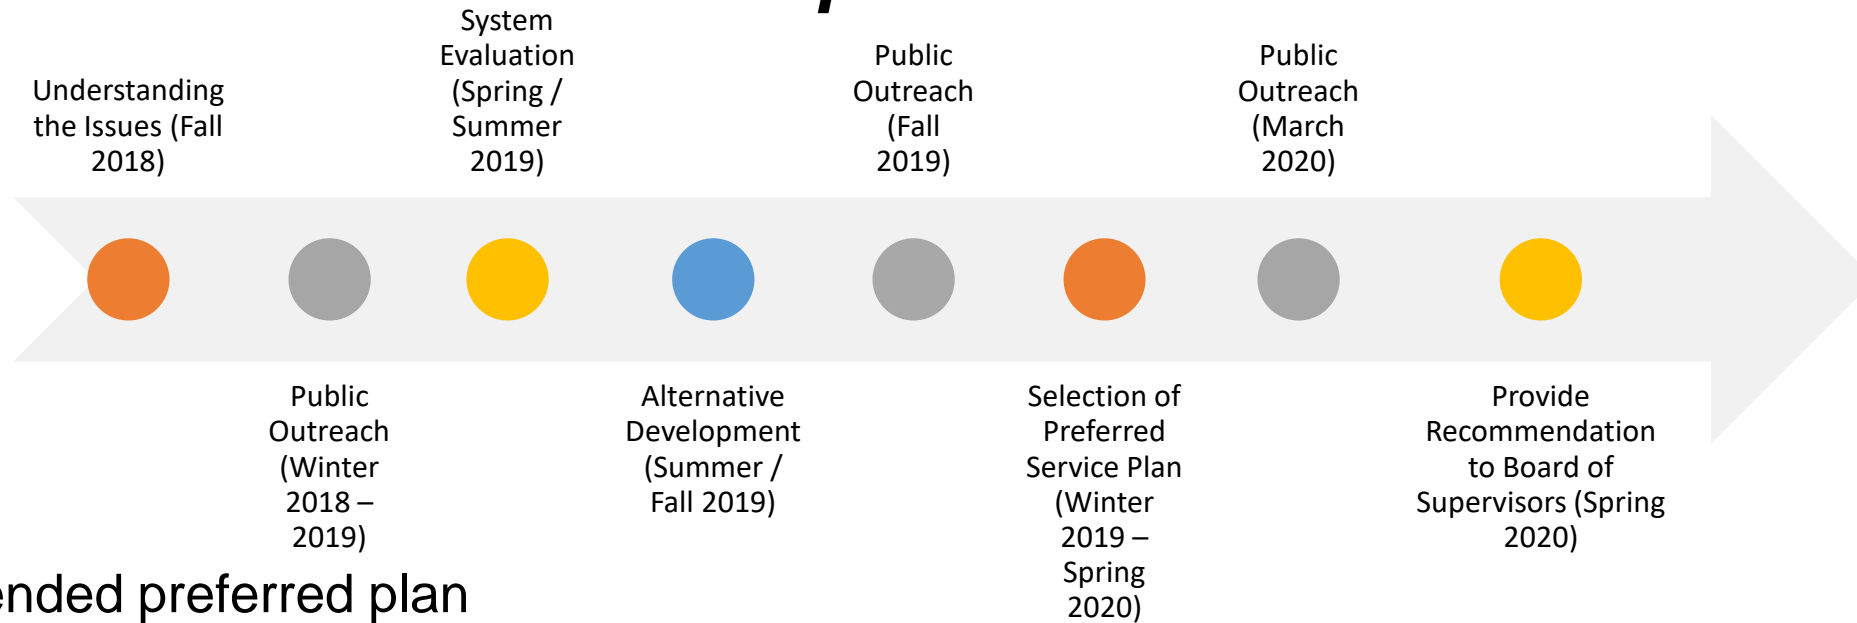 Understanding
the Issues (Fall
2018)
Public
Outreach
(Winter
2018 –
2019)
System
Evaluation
(Spring /
Summer
2019)
Alternative
Development
(Summer /
Fall 2019)
Public
Outreach
(Fall
2019)
Selection of
Preferred
Service Plan
(Winter
2019 –
Spring
2020)
Public
Outreach
(March
2020)
Provide
Recommendation
to Board of
Supervisors (Spring
2020)
ended preferred plan